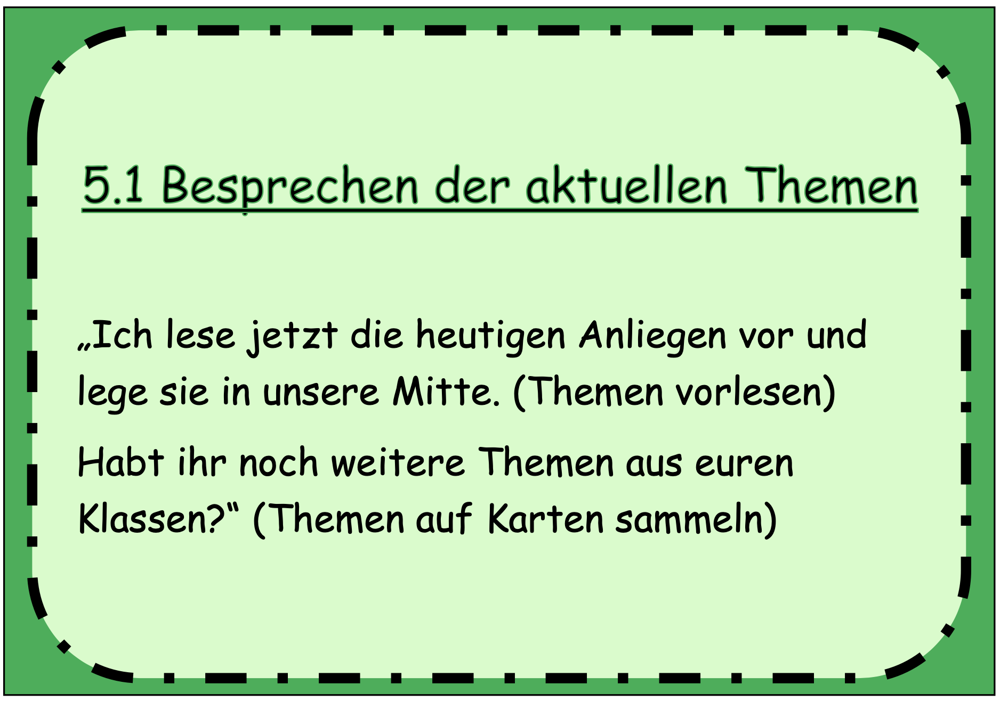 5.1 Besprechen der aktuellen Themen
„Ich lese jetzt die heutigen Anliegen vor und
lege sie in unsere Mitte. (Themen vorlesen)
Habt ihr noch weitere Themen aus euren
Klassen?“ (Themen auf Karten sammeln)